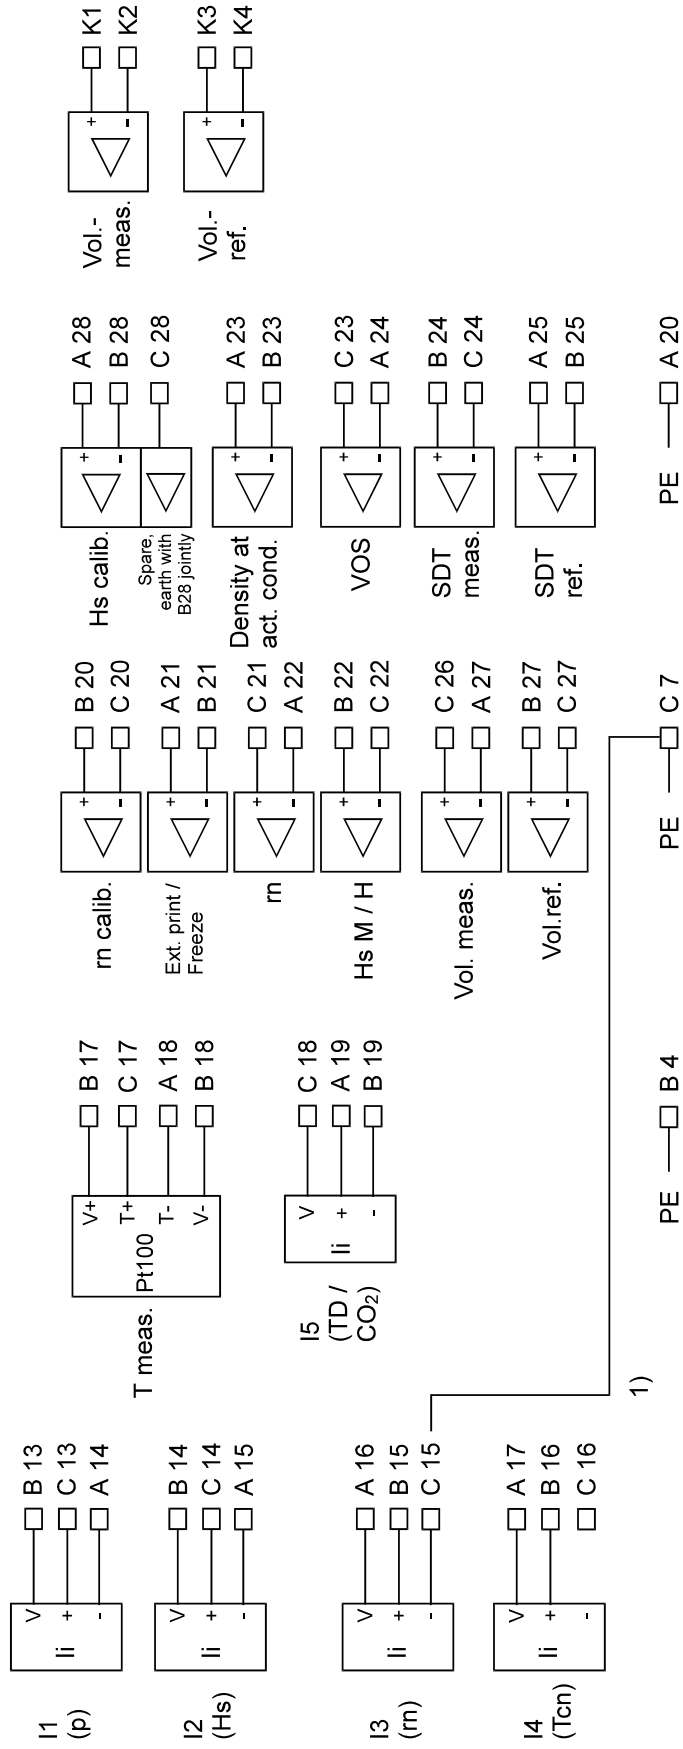 I1
(p)
Ii
V
+
-
B 13
C 13
A 14
I2
(Hs)
Ii
V
+
-
B 14
C 14
A 15
I3
(rn)
Ii
V
+
-
A 16
B 15
C 15
I4
(Tcn)
Ii
V
+
-
A 17
B 16
C 16
1)
T meas.
Pt100
V+
T+
T-
V-
B 17
C 17
A 18
B 18
I5
(TD /
CO₂)
Ii
V
+
-
C 18
A 19
B 19
PE
B 4
rn calib.
+
-
B 20
C 20
Ext. print /
Freeze
+
-
A 21
B 21
rn
+
-
C 21
A 22
Hs M / H
+
-
B 22
C 22
Vol. meas.
+
-
C 26
A 27
Vol.ref.
+
-
B 27
C 27
PE
C 7
Hs calib.
+
-
A 28
B 28
Spare,
earth with
B28 jointly
C 28
Density at
act. cond.
+
-
A 23
B 23
VOS
+
-
C 23
A 24
SDT
meas.
+
-
B 24
C 24
SDT
ref.
+
-
A 25
B 25
PE
A 20
Vol.-
meas.
+
-
K1
K2
Vol.-
ref.
+
-
K3
K4